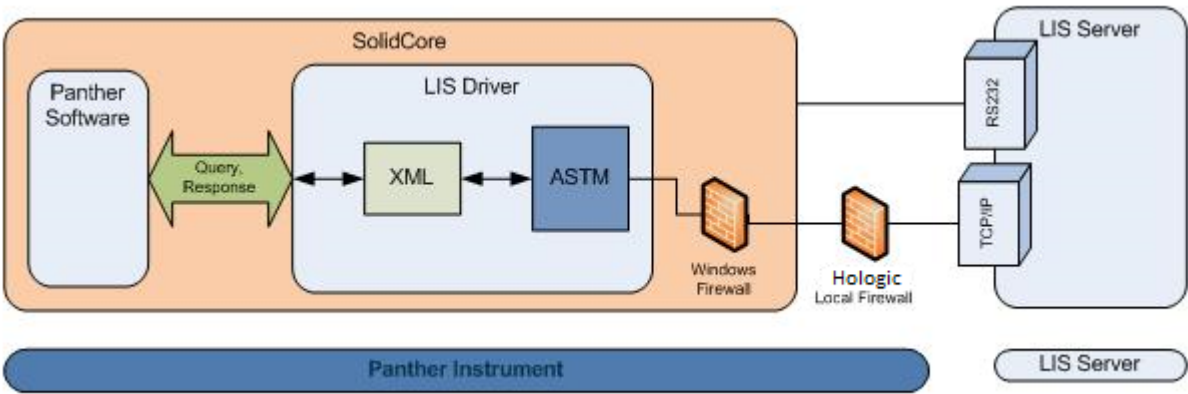 SolidCore
Panther
Software
Query,
Response
LIS Driver
XML
ASTM
Windows
Firewall
Hologic
Local Firewall
LIS Server
RS232
TCP/IP
Panther Instrument
LIS Server